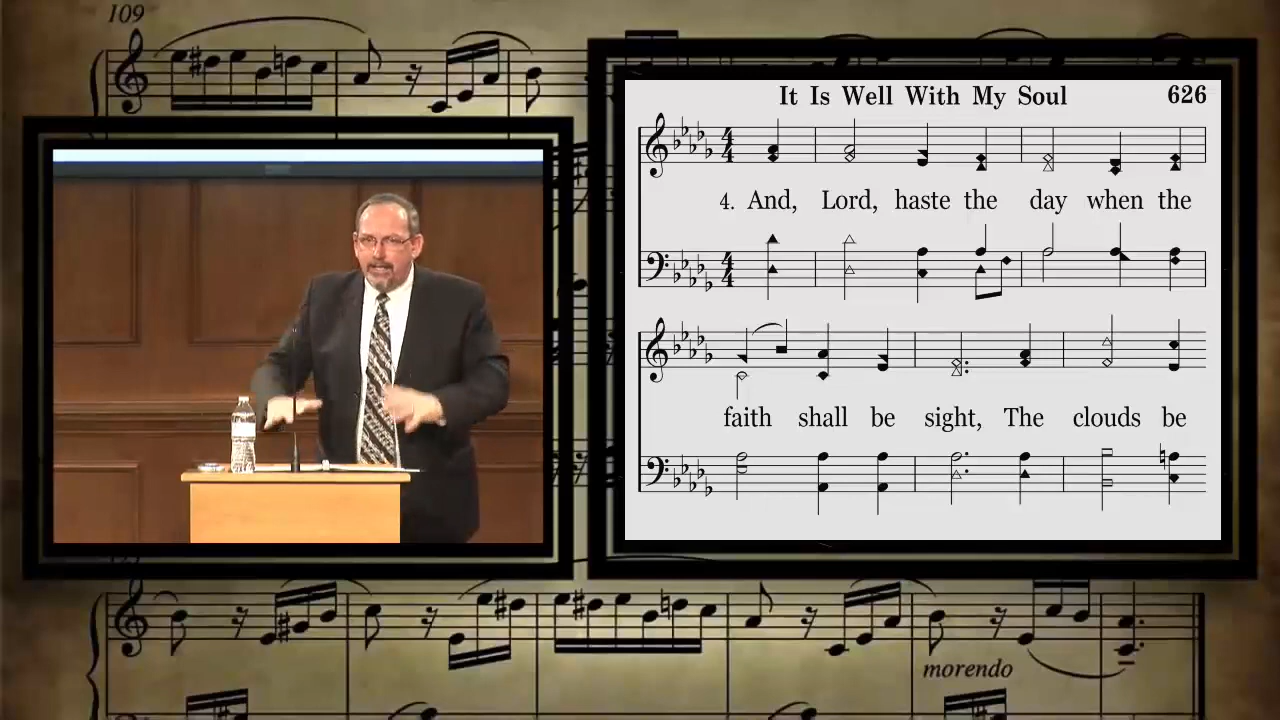 109
It Is Well With My Soul 626
4. And, Lord, haste the day when the
faith shall be sight, The clouds be
morendo